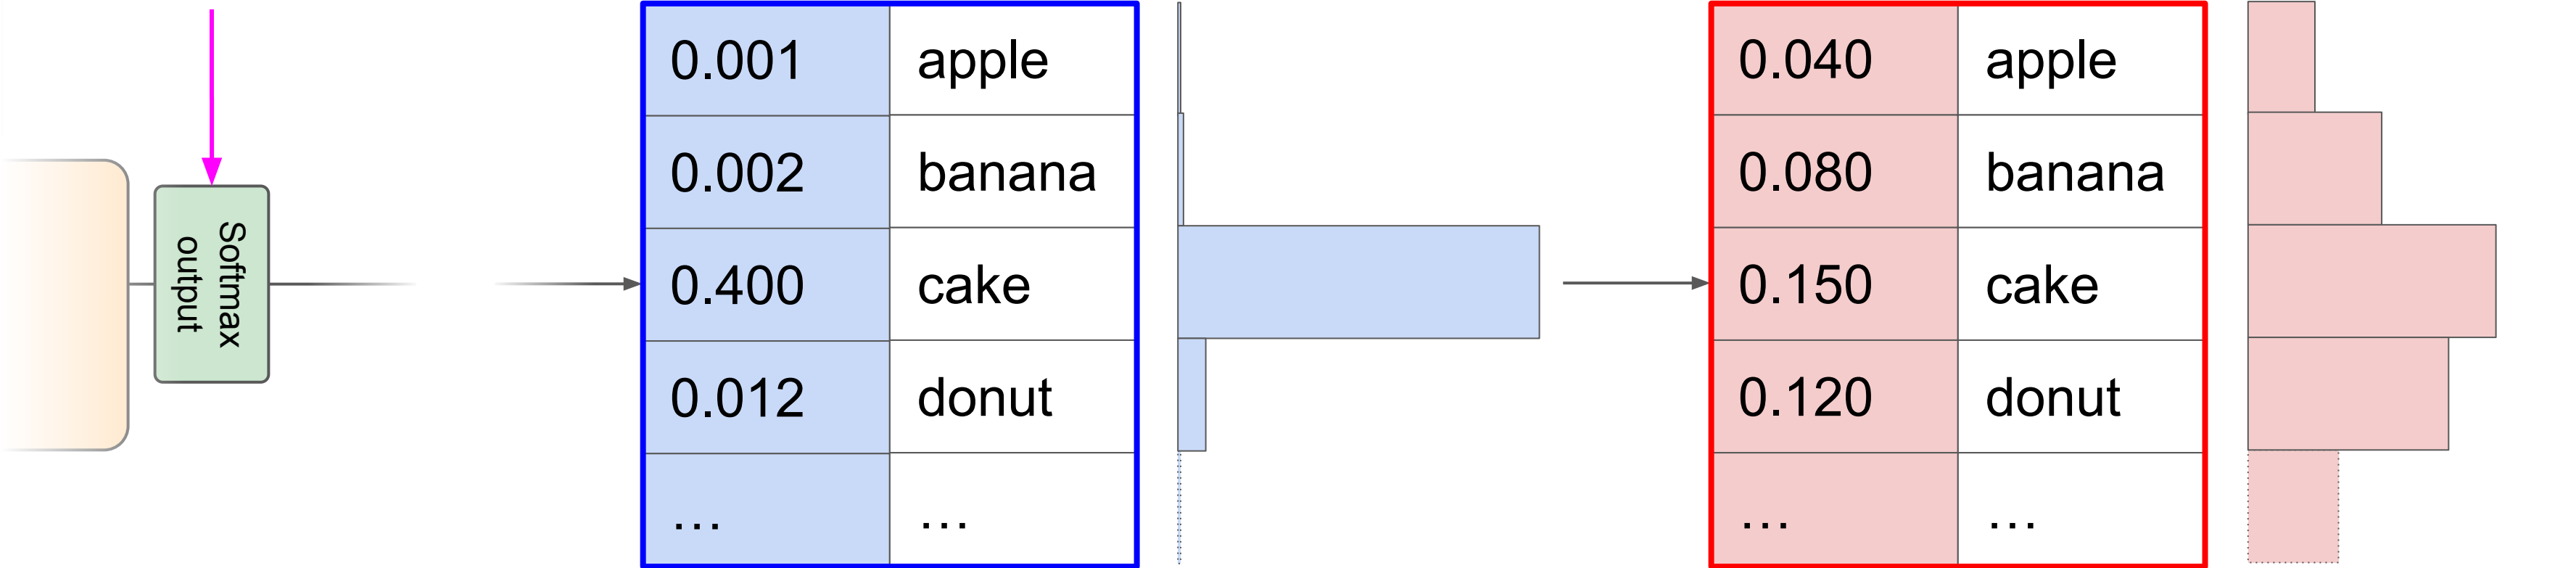 Softmax
output
0.001 apple
0.002 banana
0.400 cake
0.012 donut
... ...
0.040 apple
0.080 banana
0.150 cake
0.120 donut
... ...